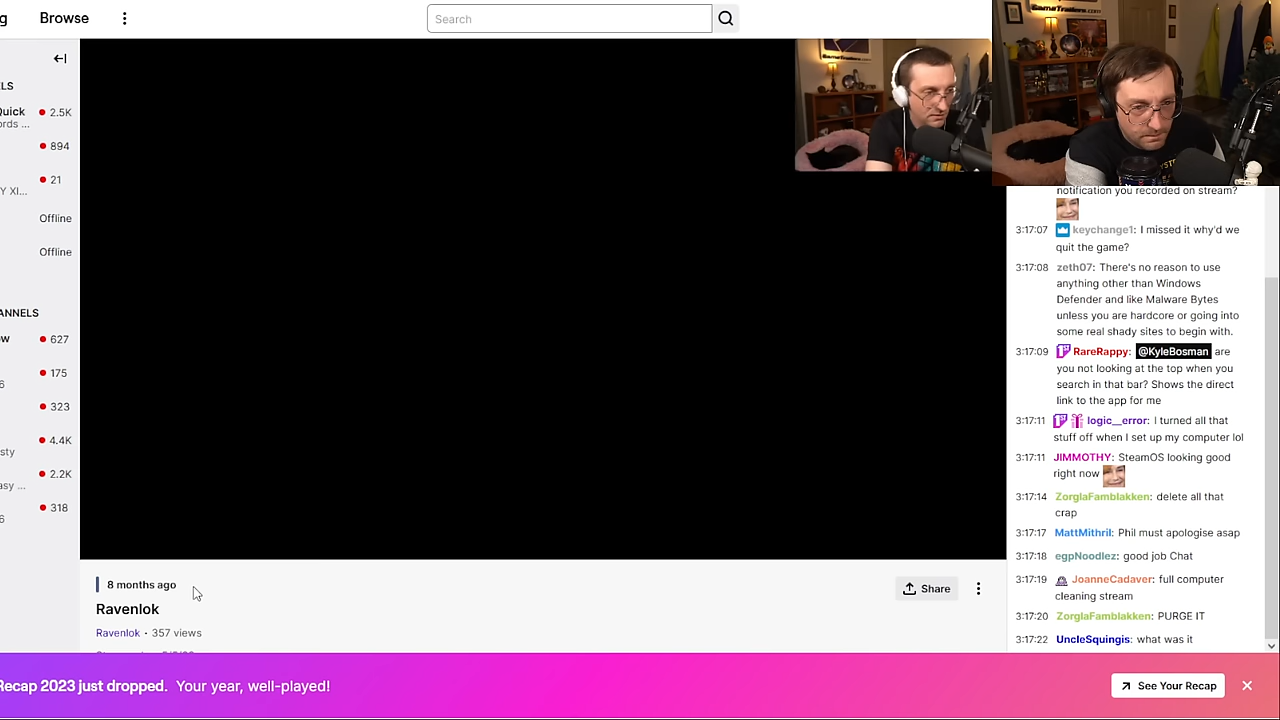 g
Browse
Search
GameTraders.com
LS
Quick
2.5K
ords ...
894
21
Y XI...
Offline
Offline
ANNELS
w
627
175
6
323
4.4K
sty
2.2K
asy ...
318
6
8 months ago
Ravenlok
Ravenlok • 357 views
Share
notification you recorded on stream?
3:17:07 keychange1: I missed it why'd we
quit the game?
3:17:08 zeth07: There's no reason to use
anything other than Windows
Defender and like Malware Bytes
unless you are hardcore or going into
some real shady sites to begin with.
3:17:09 RareRappy: @KyleBosman are
you not looking at the top when you
search in that bar? Shows the direct
link to the app for me
3:17:11 logic__error: I turned all that
stuff off when I set up my computer lol
3:17:11 JIMMOTHY: SteamOS looking good
right now
3:17:14 ZorglaFamblakken: delete all that
crap
3:17:17 MattMithril: Phil must apologise asap
3:17:18 egpNoodlez: good job Chat
3:17:19 JoanneCadaver: full computer
cleaning stream
3:17:20 ZorglaFamblakken: PURGE IT
3:17:22 UncleSquingis: what was it
Recap 2023 just dropped. Your year, well-played!
See Your Recap